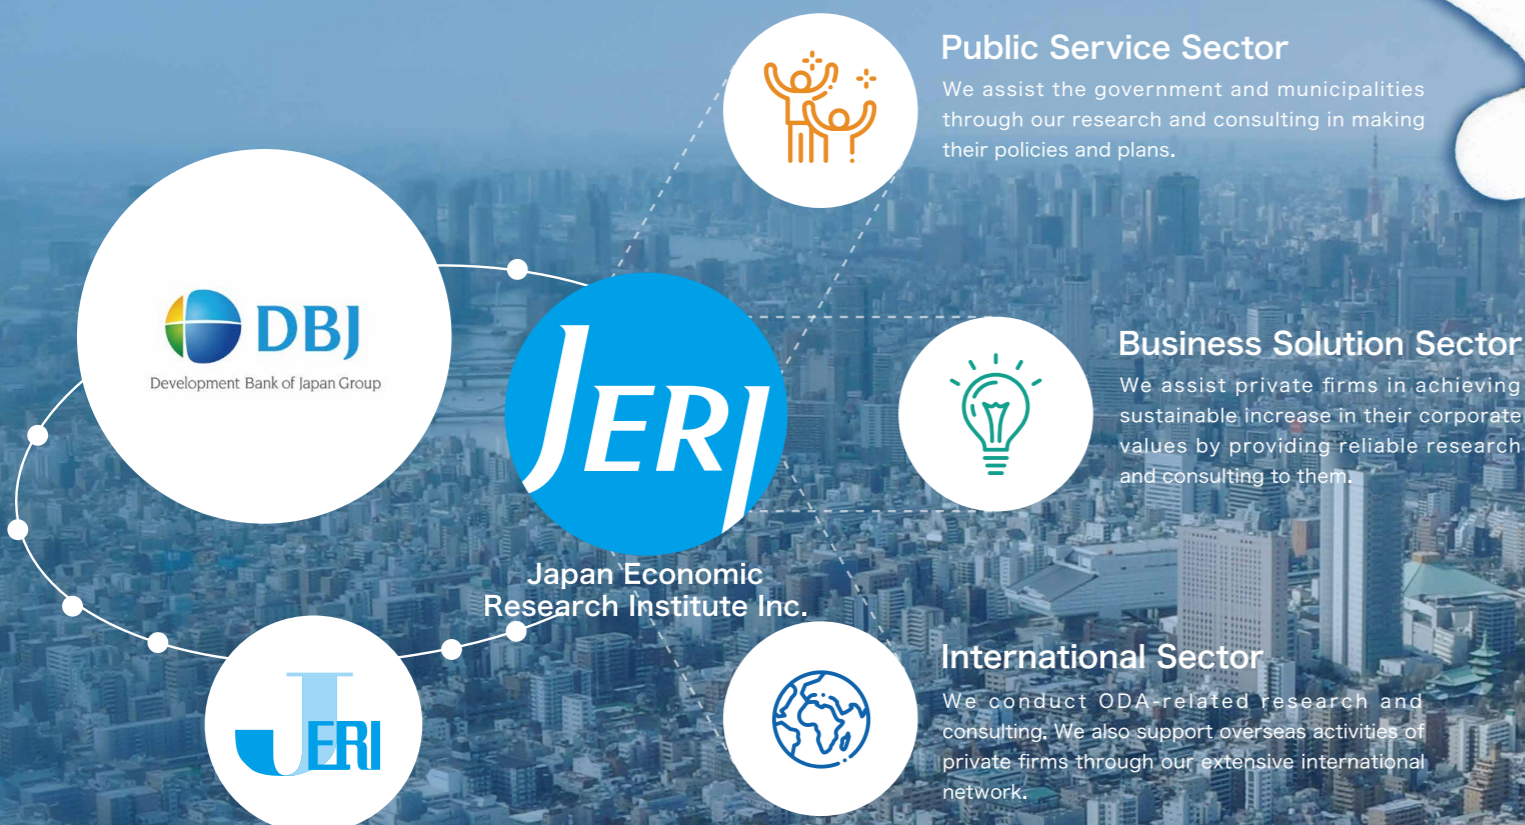 Public Service Sector
We assist the government and municipalities
through our research and consulting in making
their policies and plans.
DBJ
Development Bank of Japan Group
JERI
Japan Economic
Research Institute Inc.
Business Solution Sector
We assist private firms in achieving
sustainable increase in their corporate
values by providing reliable research
and consulting to them.
JERI
International Sector
We conduct ODA-related research and
consulting. We also support overseas activities of
private firms through our extensive international
network.